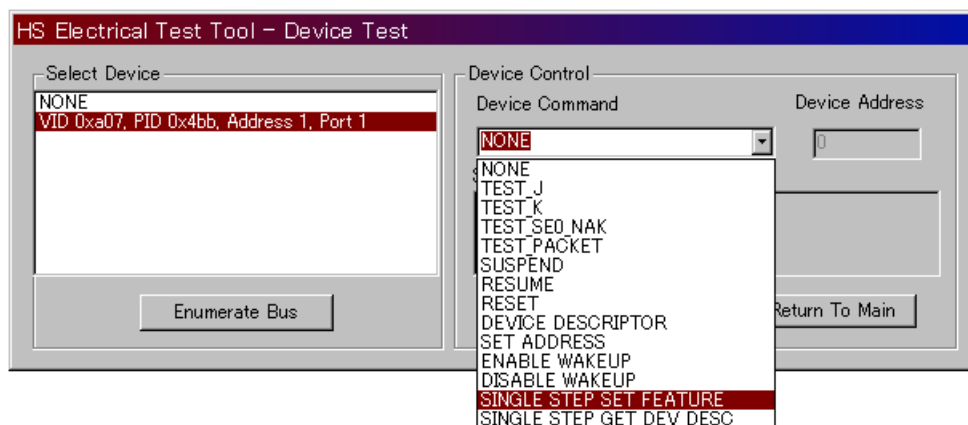 HS Electrical Test Tool - Device Test
Select Device
NONE
VID 0xa07, PID 0x4bb, Address 1, Port 1
Enumerate Bus
Device Control
Device Command
Device Address
NONE
0
NONE
TEST_J
TEST_K
TEST_SE0_NAK
TEST_PACKET
SUSPEND
RESUME
RESET
DEVICE DESCRIPTOR
SET ADDRESS
ENABLE WAKEUP
DISABLE WAKEUP
SINGLE STEP SET FEATURE
SINGLE STEP GET DEV DESC
Return To Main